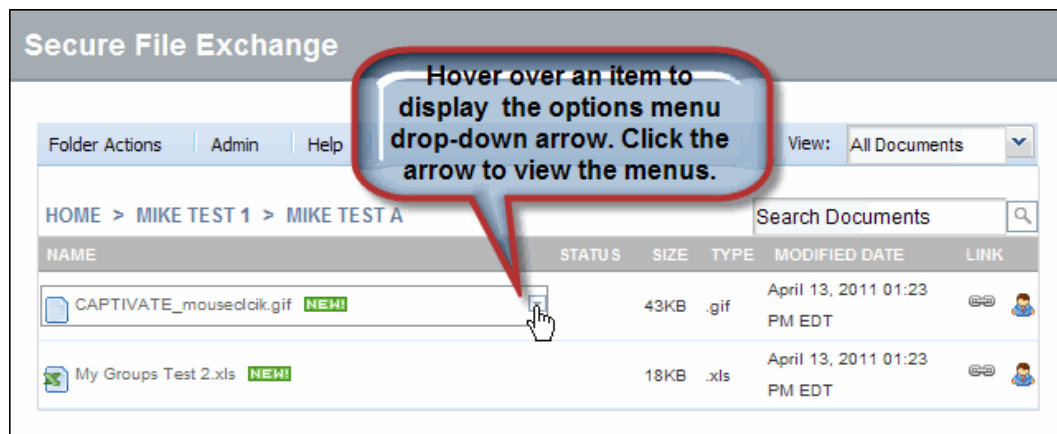 Secure File Exchange
Hover over an item to
display the options menu
drop-down arrow. Click the
arrow to view the menus.
Folder Actions Admin Help View: All Documents
HOME > MIKE TEST 1 > MIKE TEST A Search Documents
NAME STATUS SIZE TYPE MODIFIED DATE LINK
CAPTIVATE_mouseclcik.gif NEW! 43KB .gif April 13, 2011 01:23
PM EDT
My Groups Test 2.xls NEW! 18KB .xls April 13, 2011 01:23
PM EDT